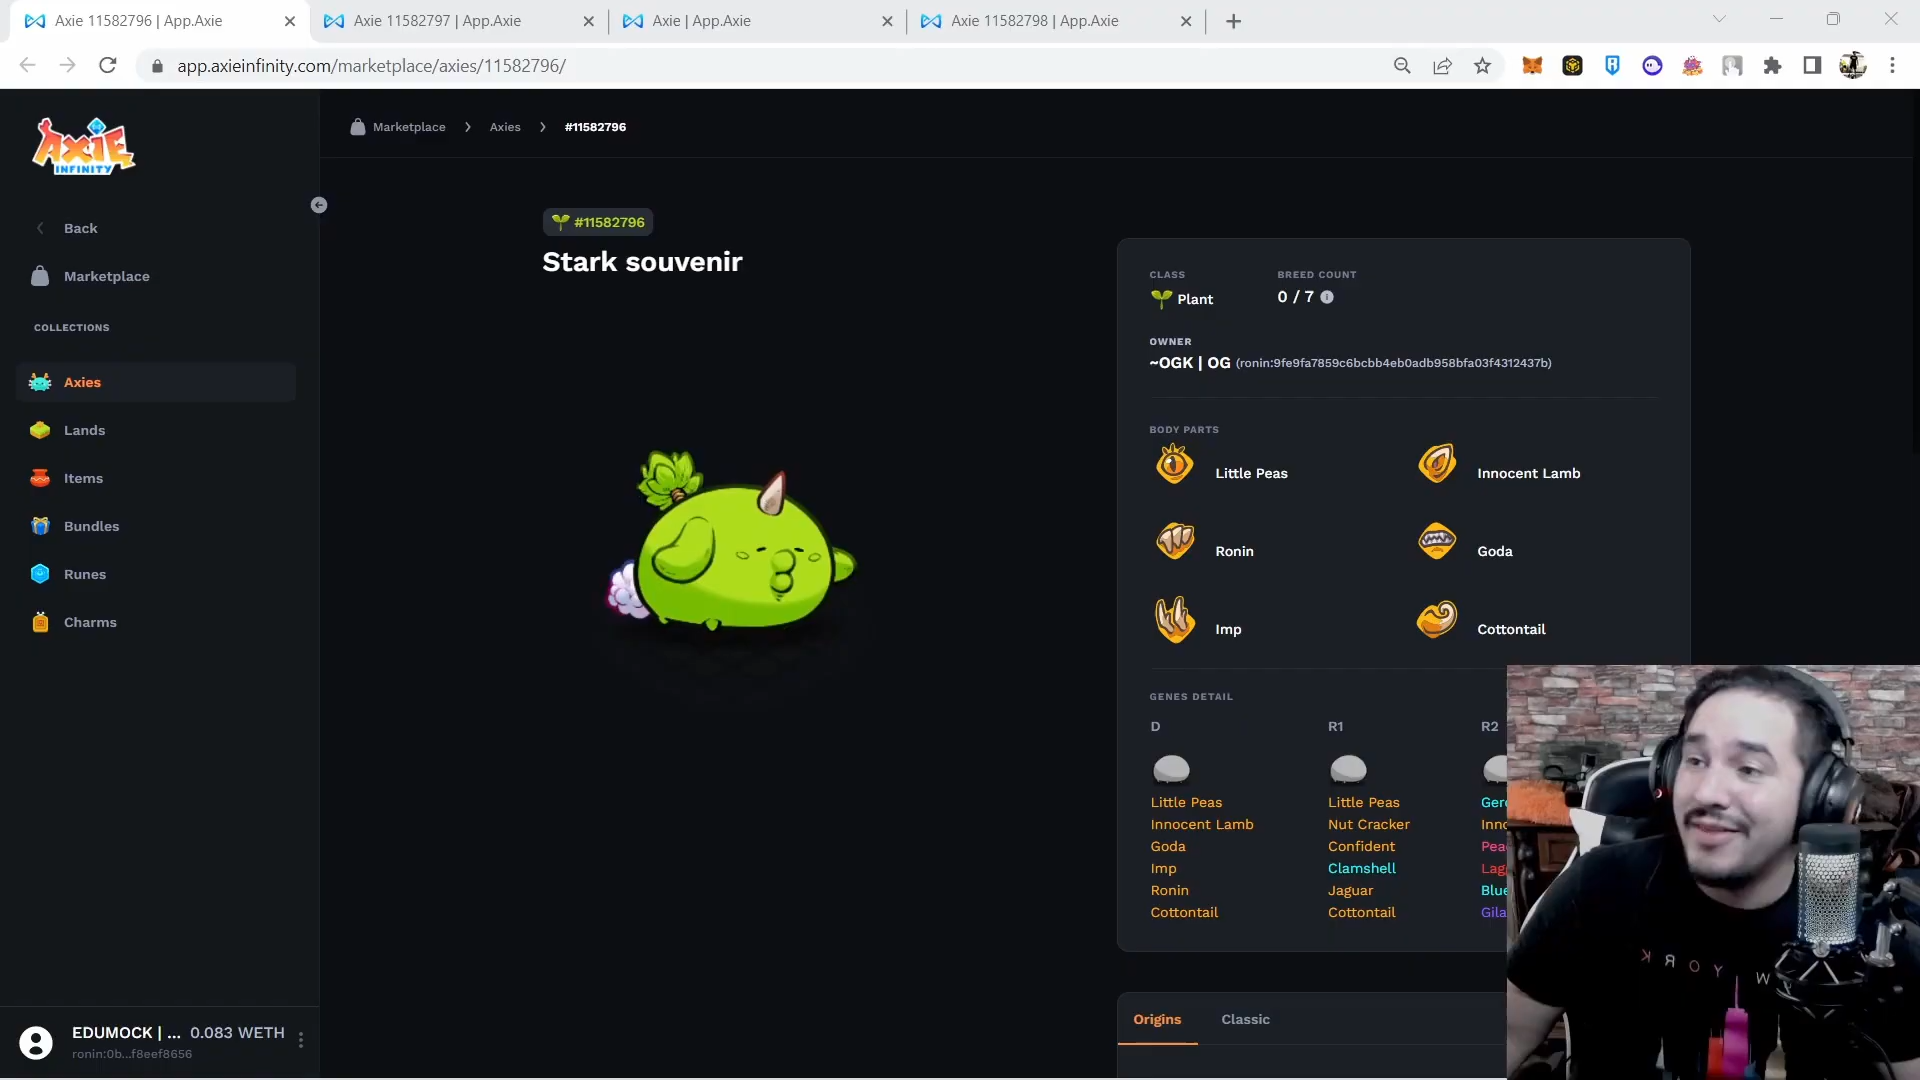 Axie 11582796 | App.Axie
Axie 11582797 | App.Axie
Axie | App.Axie
Axie 11582798 | App.Axie
app.axieinfinity.com/marketplace/axies/11582796/
AXIE
INFINITY
Back
Marketplace
COLLECTIONS
Axies
Lands
Items
Bundles
Runes
Charms
EDUMOCK | ... 0.083 WETH
ronin:0b...f8eef8656
Marketplace > Axies > #11582796
#11582796
Stark souvenir
CLASS
Plant
BREED COUNT
0 / 7
OWNER
~OGK | OG (ronin:9fe9fa7859c6bcbb4eb0adb958bfa03f4312437b)
BODY PARTS
Little Peas
Innocent Lamb
Ronin
Goda
Imp
Cottontail
GENES DETAIL
D R1 R2
Little Peas Little Peas
Innocent Lamb Nut Cracker
Goda Confident
Imp Clamshell
Ronin Jaguar
Cottontail Cottontail
Origins
Classic